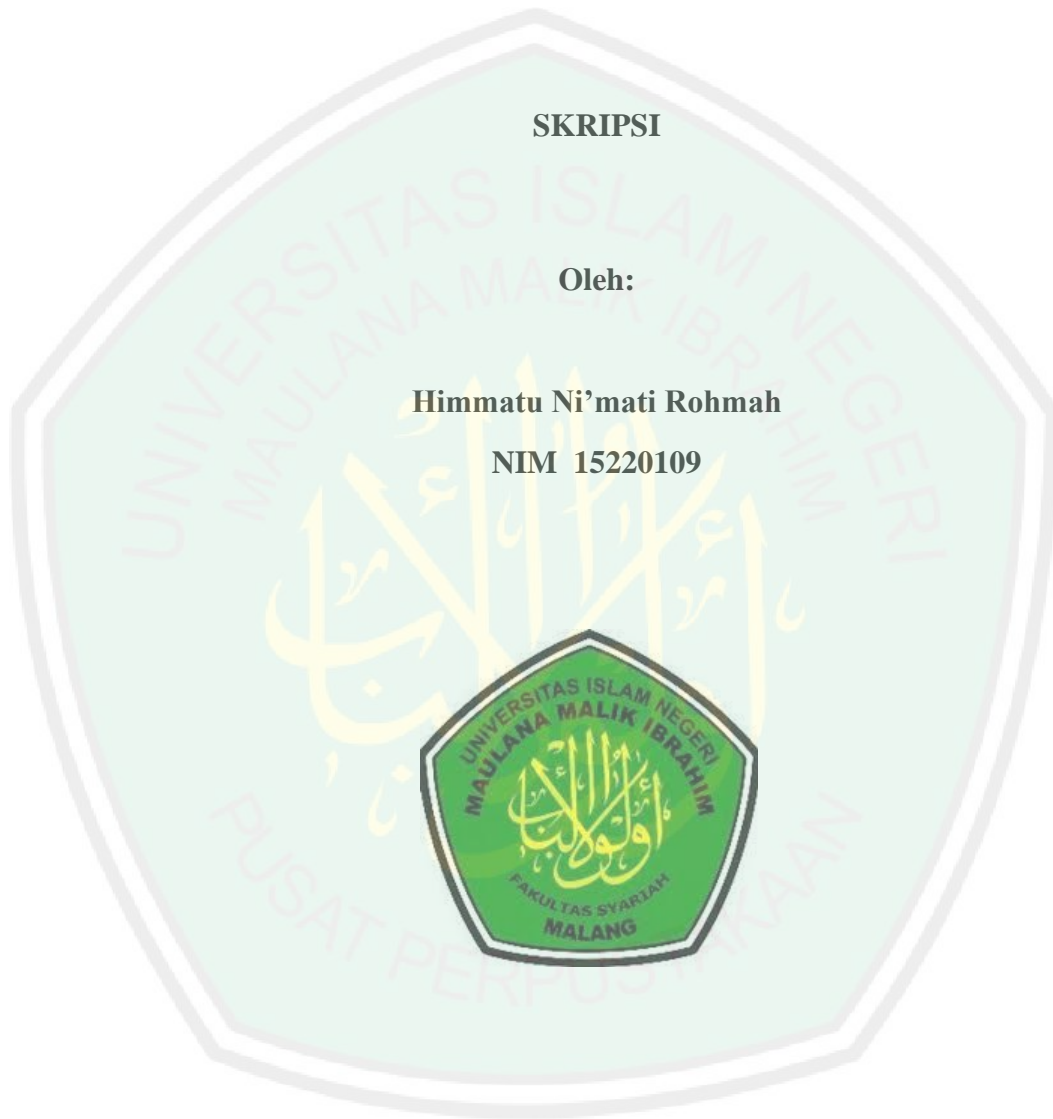 SKRIPSI
Oleh:
Himmatu Ni’mati Rohmah
NIM 15220109
UNIVERSITAS ISLAM NEGERI
MAULANA MALIK IBRAHIM
PUSAT PERPUSTAKAAN
UNIVERSITAS ISLAM NEGERI
MAULANA MALIK IBRAHIM
FAKULTAS SYARIAH
MALANG